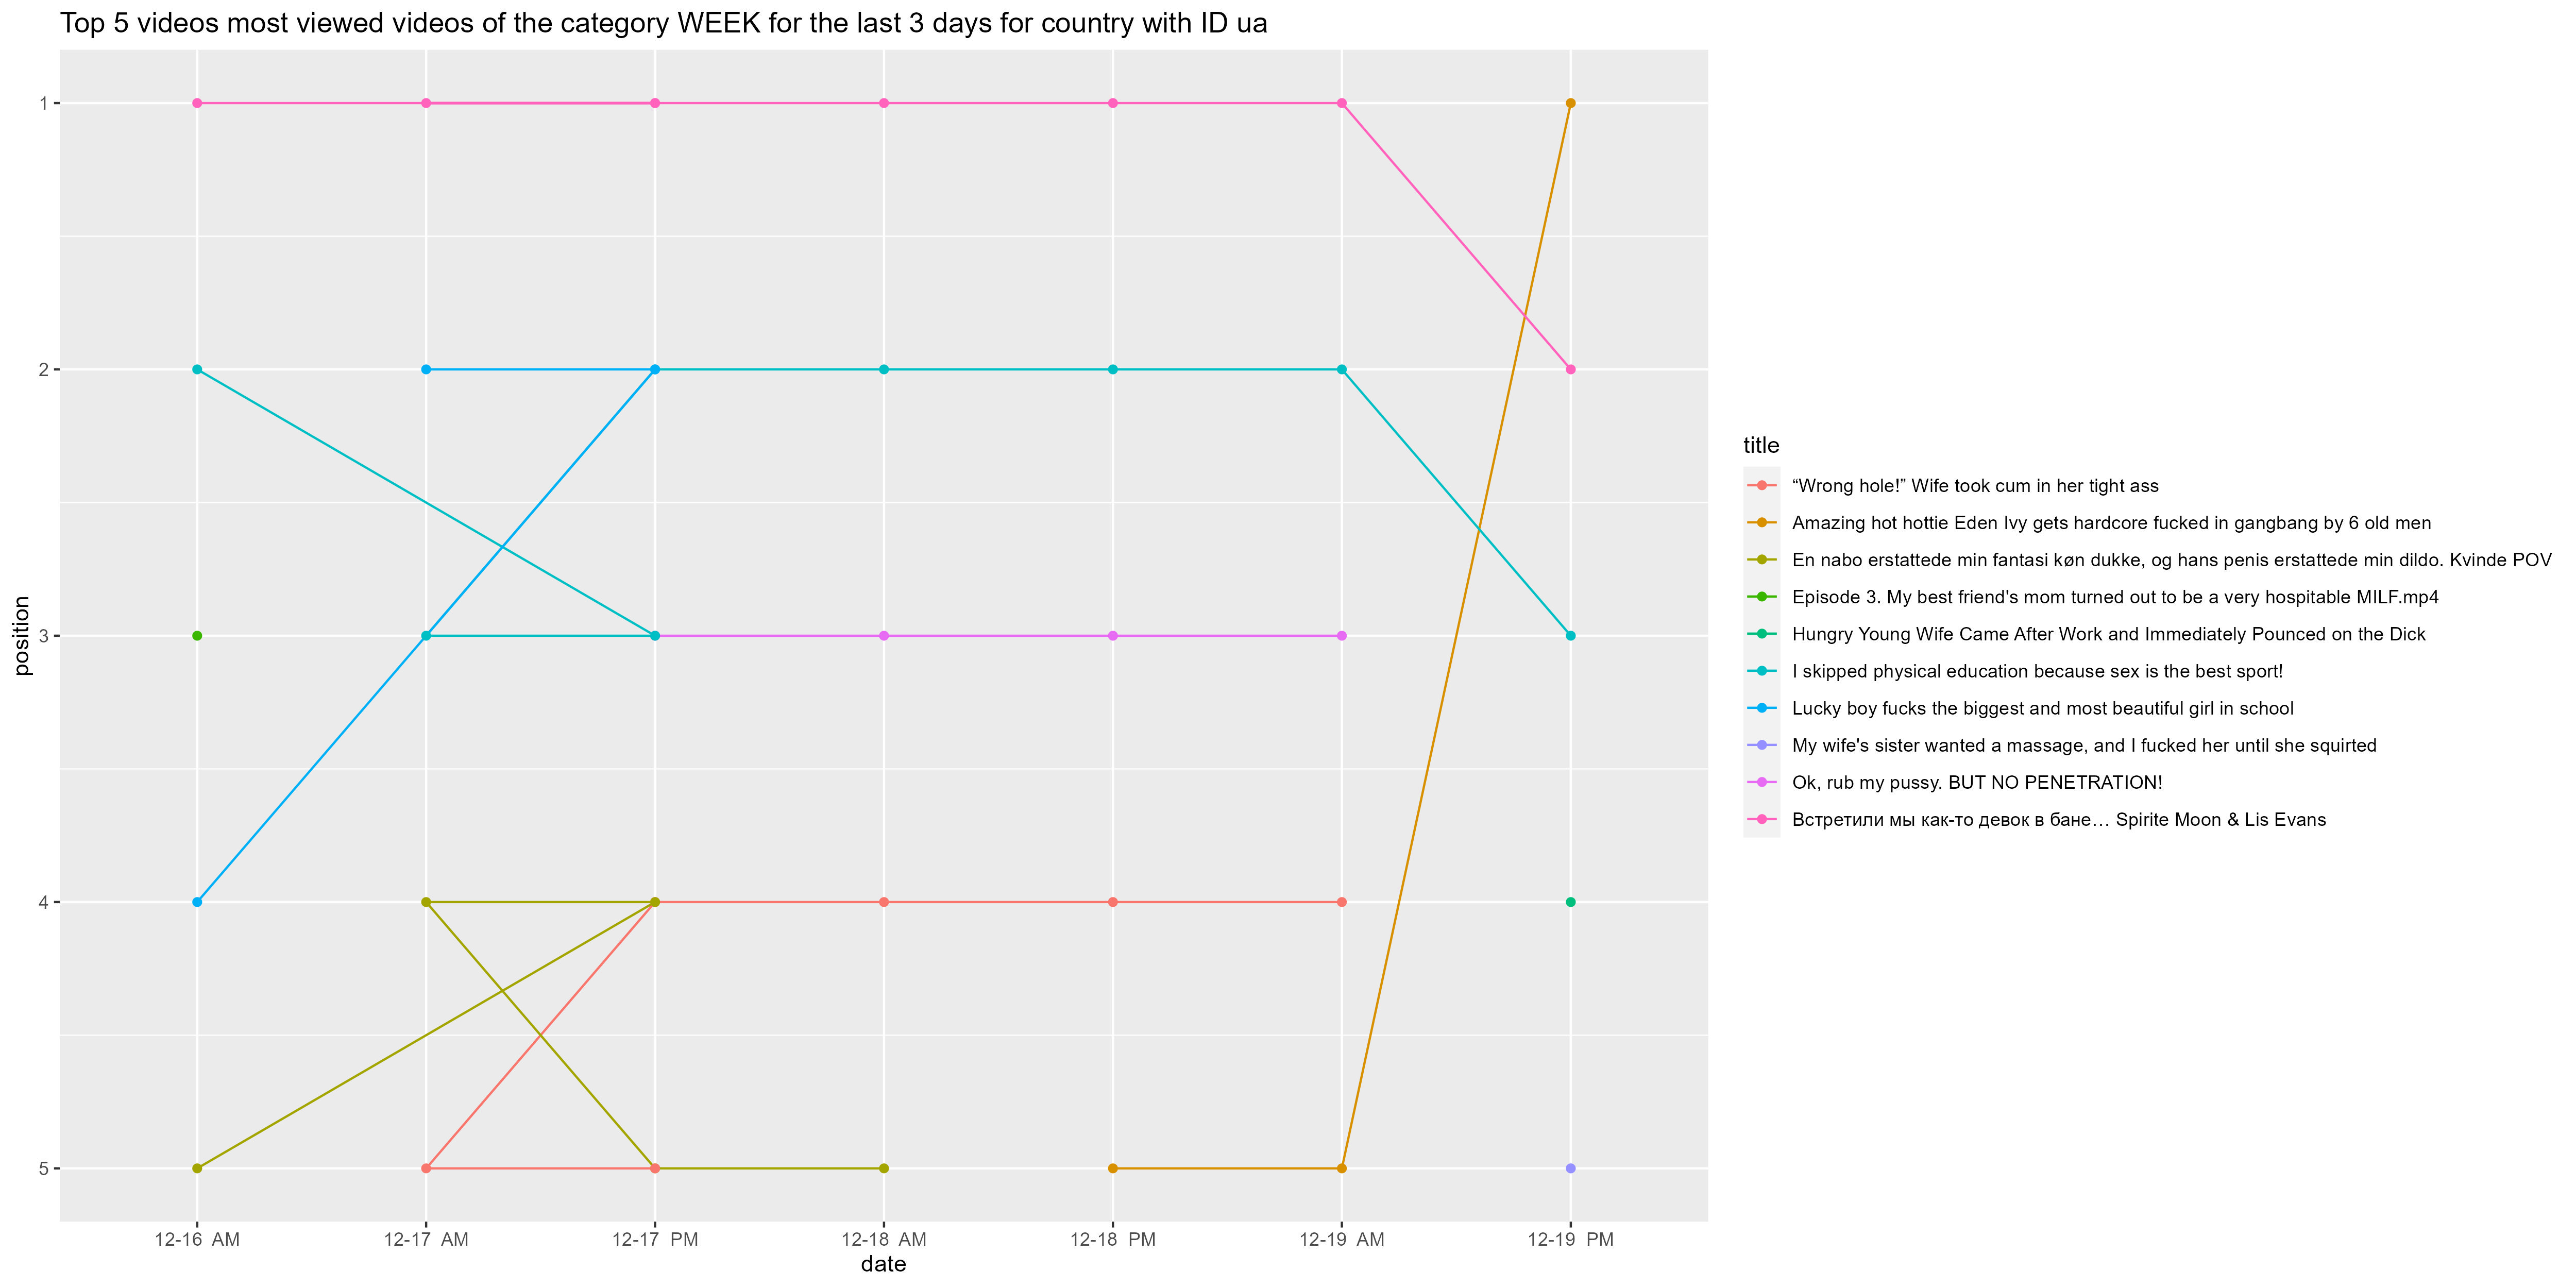 Top 5 videos most viewed videos of the category WEEK for the last 3 days for country with ID ua
1
2
3
4
5
position
12-16 AM
12-17 AM
12-17 PM
12-18 AM
12-18 PM
12-19 AM
12-19 PM
date
title
“Wrong hole!” Wife took cum in her tight ass
Amazing hot hottie Eden Ivy gets hardcore fucked in gangbang by 6 old men
En nabo erstattede min fantasi køn dukke, og hans penis erstattede min dildo. Kvinde POV
Episode 3. My best friend's mom turned out to be a very hospitable MILF.mp4
Hungry Young Wife Came After Work and Immediately Pounced on the Dick
I skipped physical education because sex is the best sport!
Lucky boy fucks the biggest and most beautiful girl in school
My wife's sister wanted a massage, and I fucked her until she squirted
Ok, rub my pussy. BUT NO PENETRATION!
Встретили мы как-то девок в бане… Spirite Moon & Lis Evans